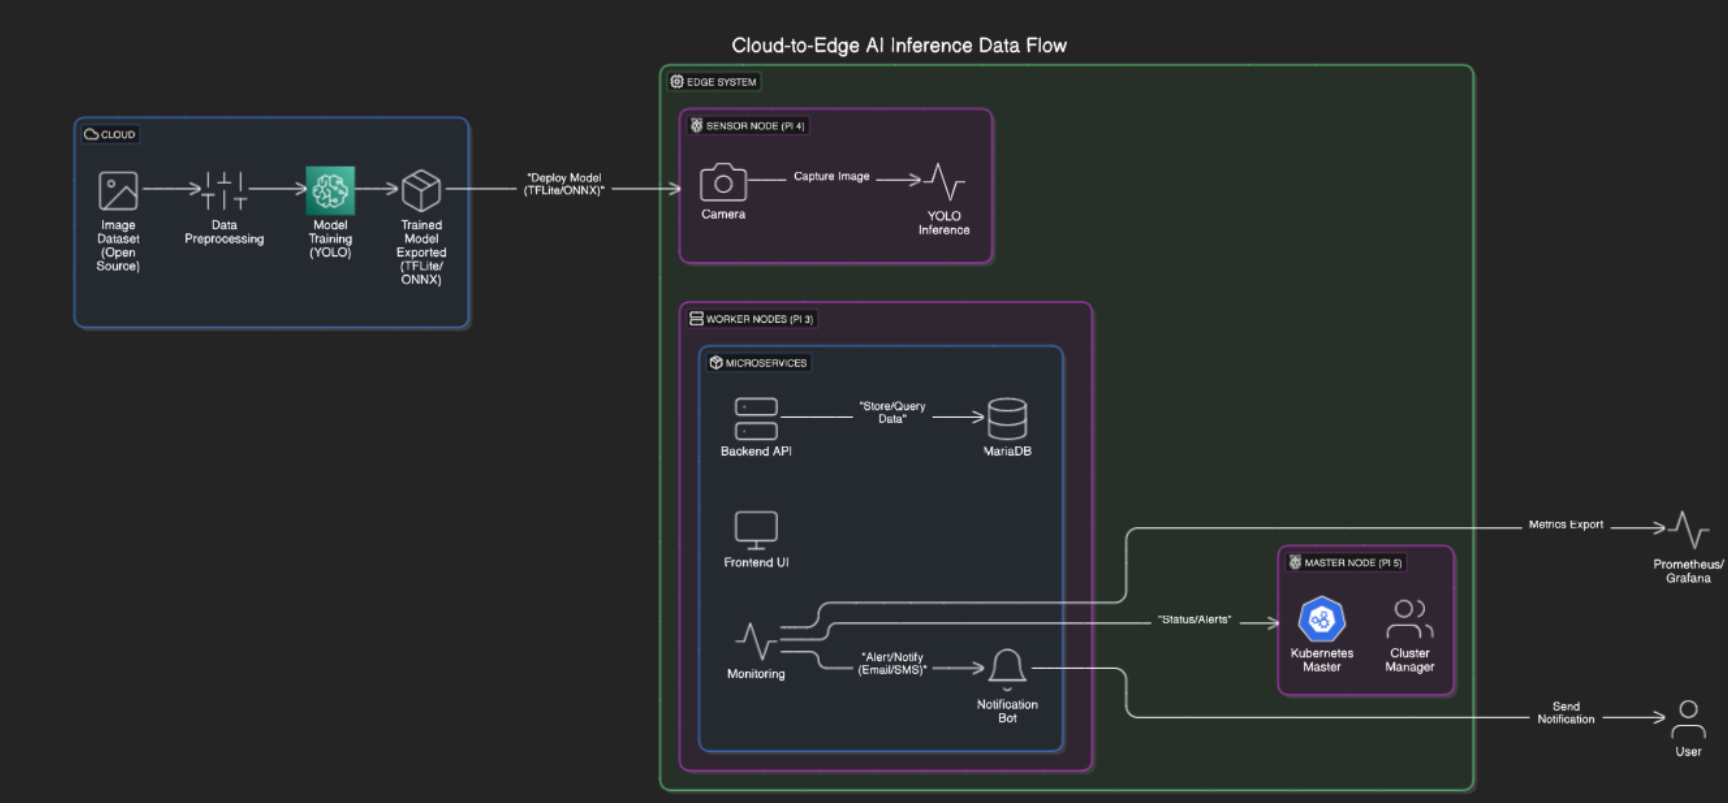 Cloud-to-Edge AI Inference Data Flow
EDGE SYSTEM
CLOUD
Image
Dataset
(Open
Source)
Data
Preprocessing
Model
Training
(YOLO)
Trained
Model
Exported
(TFLite/
ONNX)
"Deploy Model
(TFLite/ONNX)"
SENSOR NODE (PI 4)
Camera
Capture Image
YOLO
Inference
WORKER NODES (PI 3)
MICROSERVICES
Backend API
"Store/Query
Data"
MariaDB
Frontend UI
Monitoring
"Alert/Notify
(Email/SMS)"
Notification
Bot
Metrics Export
Prometheus/
Grafana
"Status/Alerts"
MASTER NODE (PI 5)
Kubernetes
Master
Cluster
Manager
Send
Notification
User